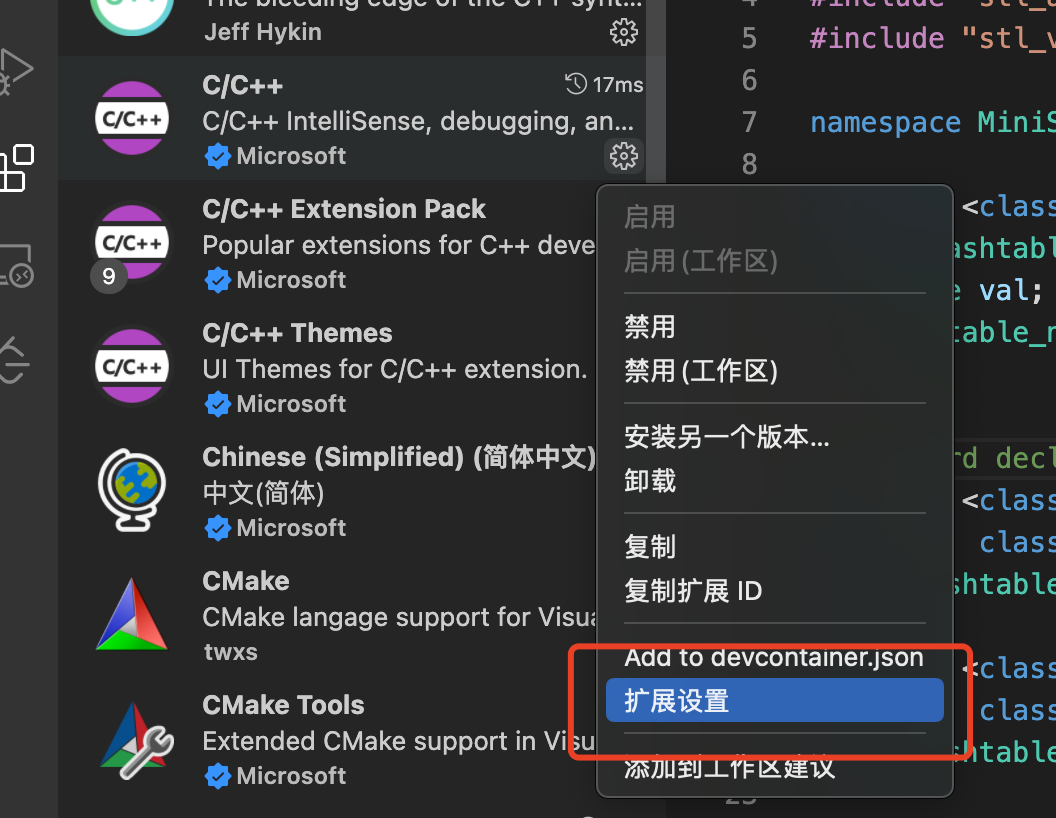 The bleeding edge of the C++ synt...
Jeff Hykin
C/C++
17ms
C/C++
C/C++ IntelliSense, debugging, an...
Microsoft
C/C++ Extension Pack
C/C++
Popular extensions for C++ deve
9
Microsoft
C/C++ Themes
C/C++
UI Themes for C/C++ extension.
Microsoft
Chinese (Simplified) (简体中文)
中文(简体)
Microsoft
CMake
CMake langage support for Visua
twxs
CMake Tools
Extended CMake support in Visu
Microsoft
启用
启用 (工作区)
禁用
禁用 (工作区)
安装另一个版本...
卸载
复制
复制扩展 ID
Add to devcontainer.json
扩展设置
添加到工作区建议
4 #include "stl_
5 #include "stl_v
6
7 namespace MiniS
8
<class
ashtabl
val;
table_n
rd decl
<class
class
shtable
<class
class
shtable